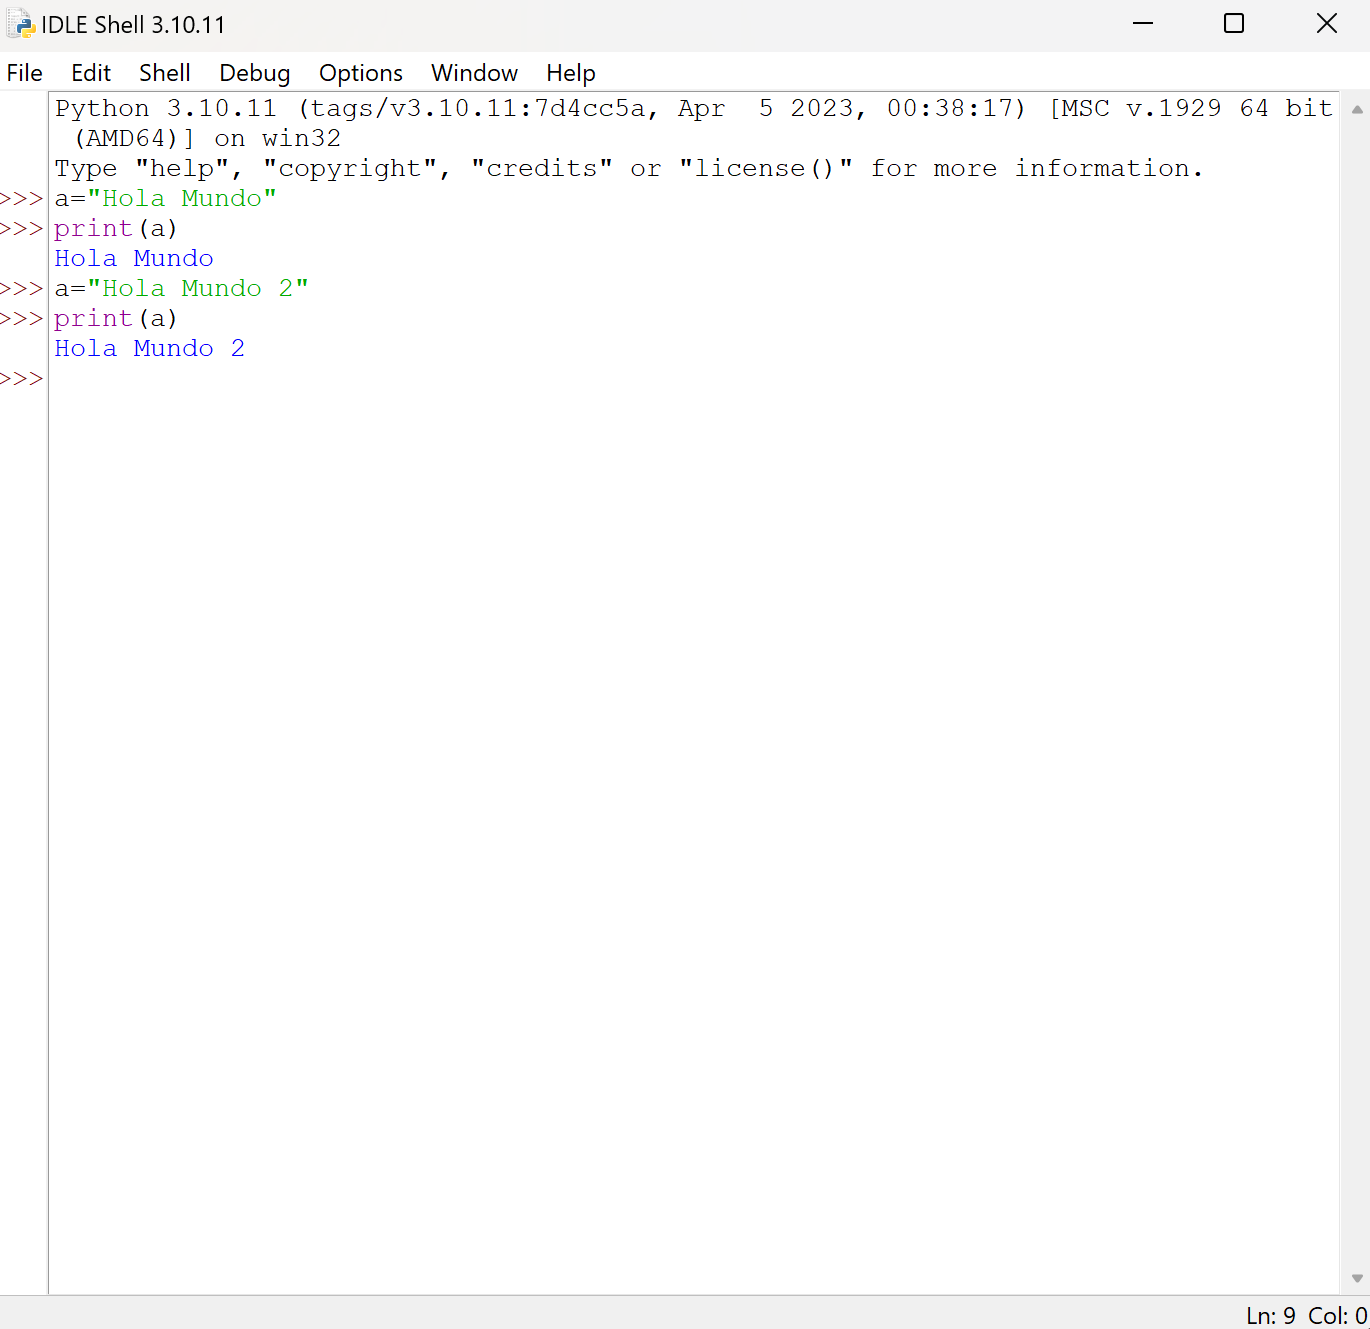 IDLE Shell 3.10.11
File Edit Shell Debug Options Window Help
Python 3.10.11 (tags/v3.10.11:7d4cc5a, Apr  5 2023, 00:38:17) [MSC v.1929 64 bit
 (AMD64)] on win32
Type "help", "copyright", "credits" or "license()" for more information.
>>> a="Hola Mundo"
>>> print(a)
Hola Mundo
>>> a="Hola Mundo 2"
>>> print(a)
Hola Mundo 2
>>>
Ln: 9 Col: 0